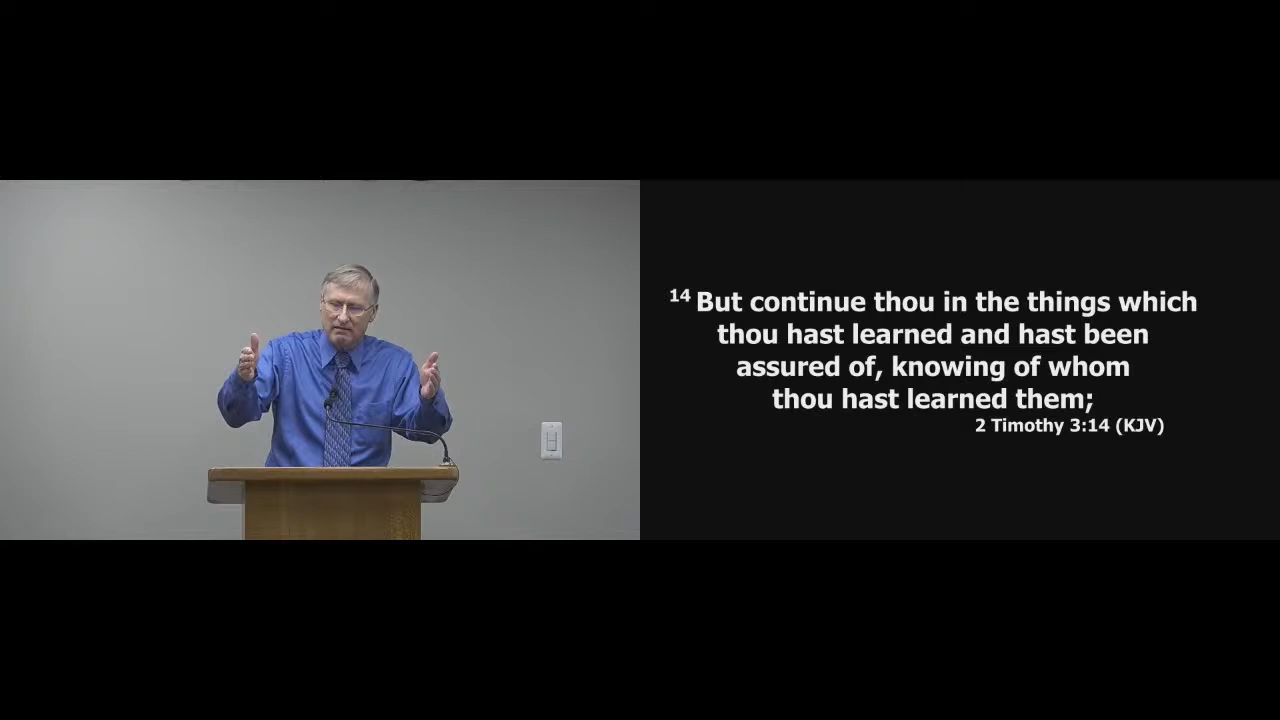 14 But continue thou in the things which
thou hast learned and hast been
assured of, knowing of whom
thou hast learned them;
2 Timothy 3:14 (KJV)